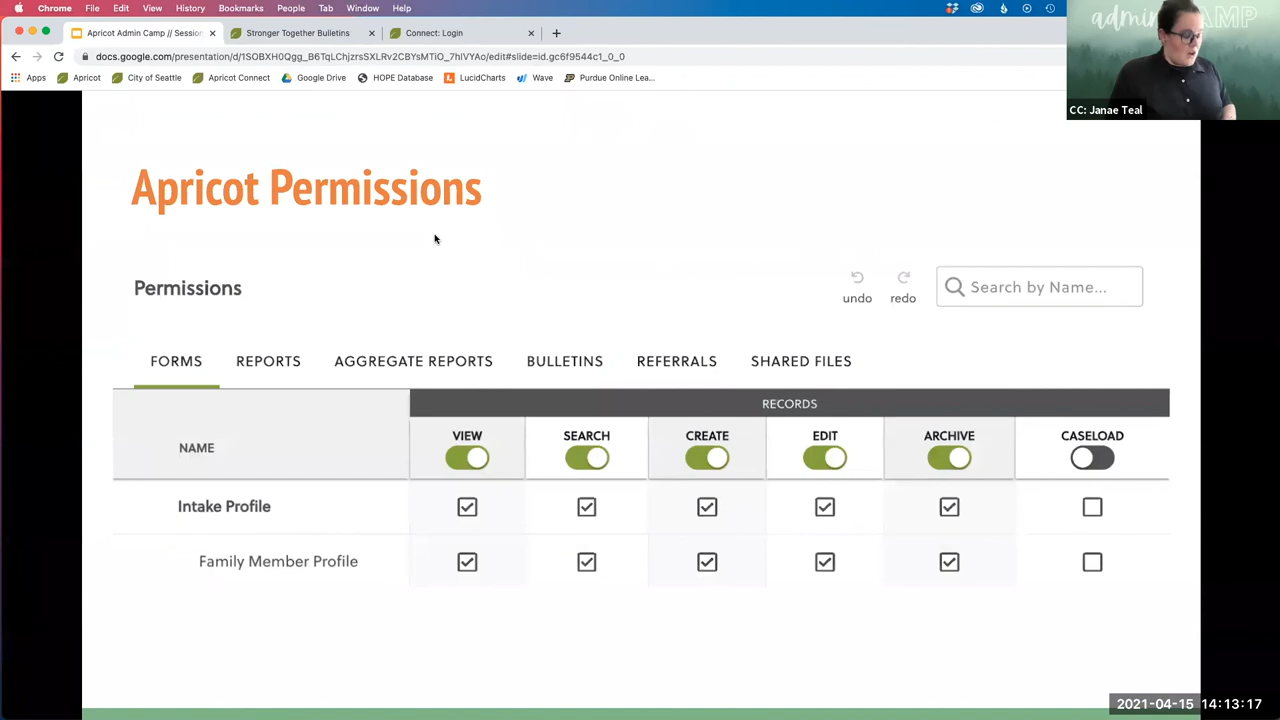 Chrome File Edit View History Bookmarks People Tab Window Help
Apricot Admin Camp // Session
Stronger Together Bulletins
Connect: Login
docs.google.com/presentation/d/1SOBXH0Qgg_B6TqLChjzrsSXLRv2CBYsMTiO_7hIVYAo/edit#slide=id.gc6f9544c1_0_0
Apps Apricot City of Seattle Apricot Connect Google Drive HOPE Database LucidCharts Wave Purdue Online Lea...
CC: Janae Teal
Apricot Permissions
Permissions
undo redo
Search by Name...
FORMS REPORTS AGGREGATE REPORTS BULLETINS REFERRALS SHARED FILES
RECORDS
NAME
VIEW SEARCH CREATE EDIT ARCHIVE CASELOAD
Intake Profile
Family Member Profile
2021-04-15 14:13:17